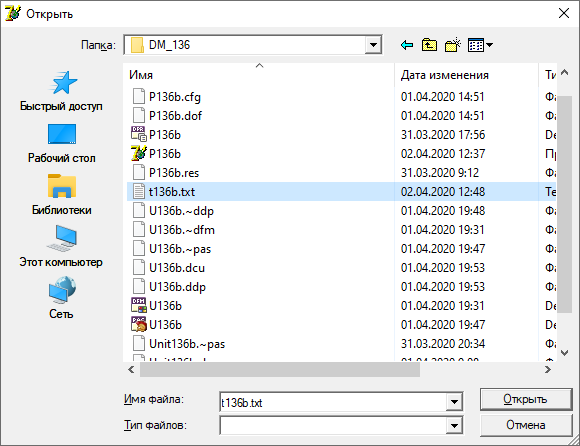 Открыть
Папка: DM_136
Имя Дата изменения Ти
P136b.cfg 01.04.2020 14:51 Фа
P136b.dof 01.04.2020 14:51 Фа
P136b 31.03.2020 17:56 De
P136b 02.04.2020 12:37 Пр
P136b.res 31.03.2020 9:12 Фа
t136b.txt 02.04.2020 12:48 Те
U136b.~ddp 01.04.2020 19:48 Фа
U136b.~dfm 01.04.2020 19:31 Фа
U136b.~pas 01.04.2020 19:47 Фа
U136b.dcu 01.04.2020 19:53 Фа
U136b.ddp 01.04.2020 19:53 Фа
U136b 01.04.2020 19:31 De
U136b 01.04.2020 19:47 De
Unit136b.~pas 31.03.2020 20:34 Фа
Быстрый доступ
Рабочий стол
Библиотеки
Этот компьютер
Сеть
Имя файла: t136b.txt Открыть
Тип файлов: Отмена